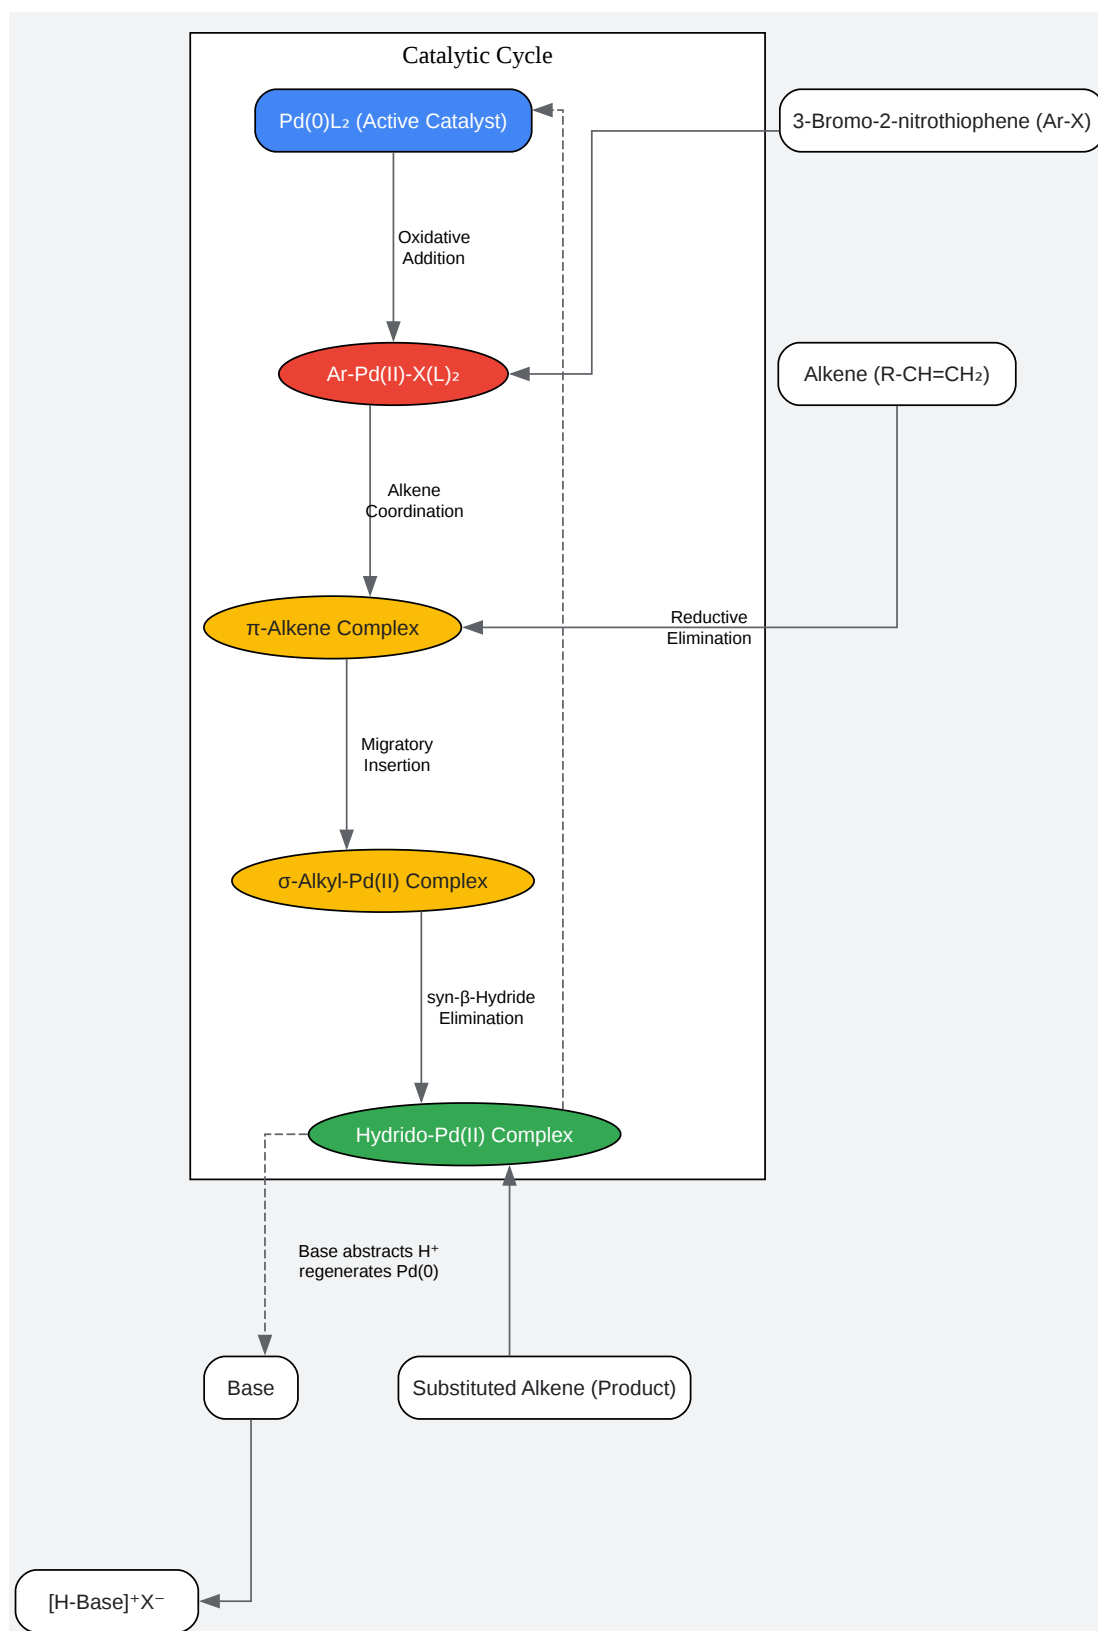 Catalytic Cycle
Pd(0)L₂ (Active Catalyst)
3-Bromo-2-nitrothiophene (Ar-X)
Oxidative
Addition
Ar-Pd(II)-X(L)₂
Alkene (R-CH=CH₂)
Alkene
Coordination
π-Alkene Complex
Reductive
Elimination
Migratory
Insertion
σ-Alkyl-Pd(II) Complex
syn-β-Hydride
Elimination
Hydrido-Pd(II) Complex
Base abstracts H⁺
regenerates Pd(0)
Base
Substituted Alkene (Product)
[H-Base]⁺X⁻